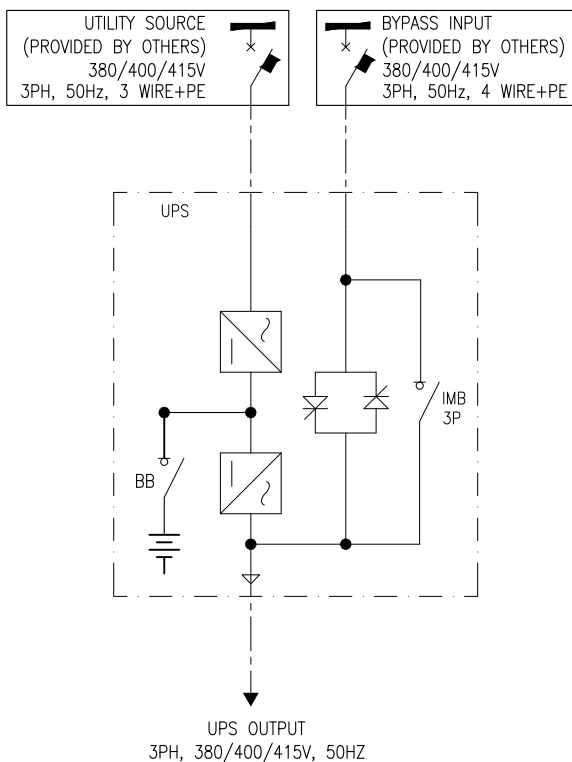 UTILITY SOURCE
(PROVIDED BY OTHERS)
380/400/415V
3PH, 50Hz, 3 WIRE+PE
BYPASS INPUT
(PROVIDED BY OTHERS)
380/400/415V
3PH, 50Hz, 4 WIRE+PE
UPS
IMB
3P
BB
UPS OUTPUT
3PH, 380/400/415V, 50HZ